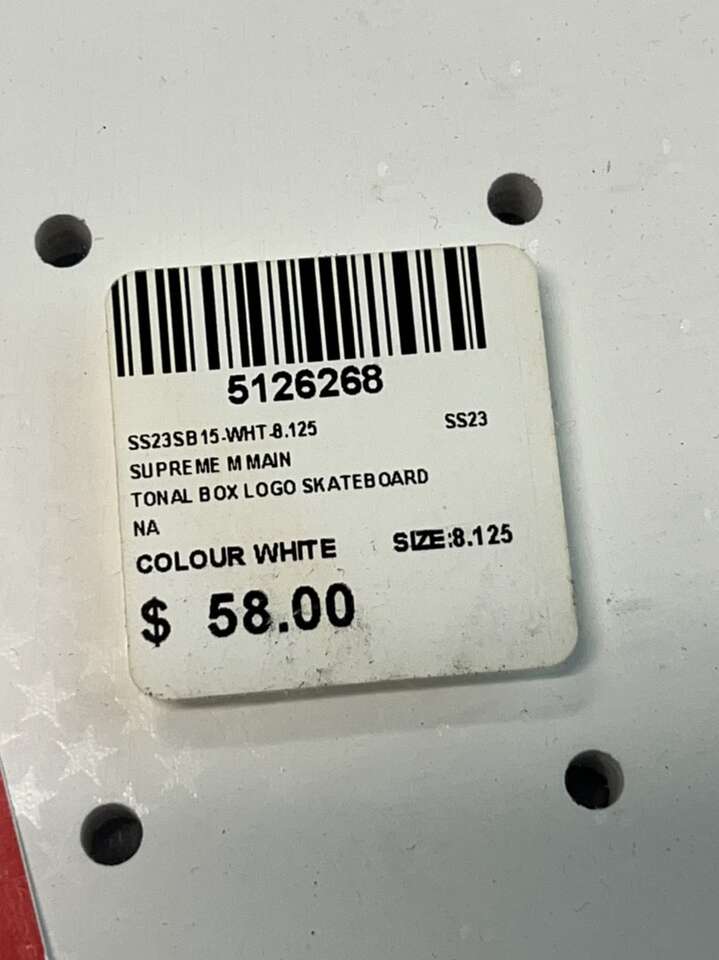 5126268
SS23SB15-WHT-8.125 SS23
SUPREME M MAIN
TONAL BOX LOGO SKATEBOARD
NA
COLOUR WHITE SIZE:8.125
$ 58.00